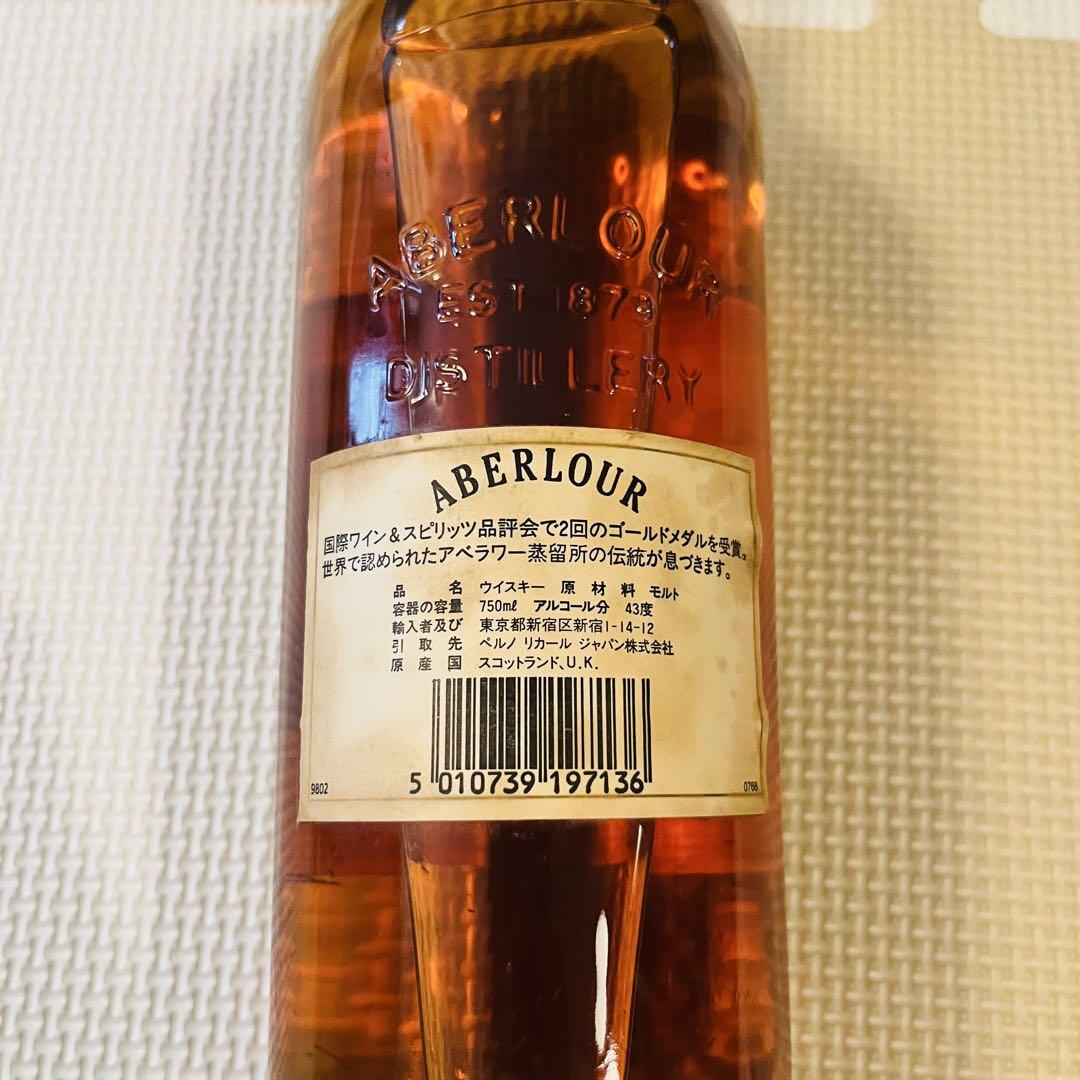 ABERLOUR
EST 1879
DISTILLERY
ABERLOUR
国際ワイン&スピリッツ品評会で2回のゴールドメダルを受賞。
世界で認められたアベラワー蒸留所の伝統が息づきます。
品名 ウイスキー 原材料 モルト
容器の容量 750mℓ アルコール分 43度
輸入者及び 東京都新宿区新宿1-14-12
引取先 ペルノ リカール ジャパン株式会社
原産国 スコットランド、U.K.
5 010739 197136
9802
0766